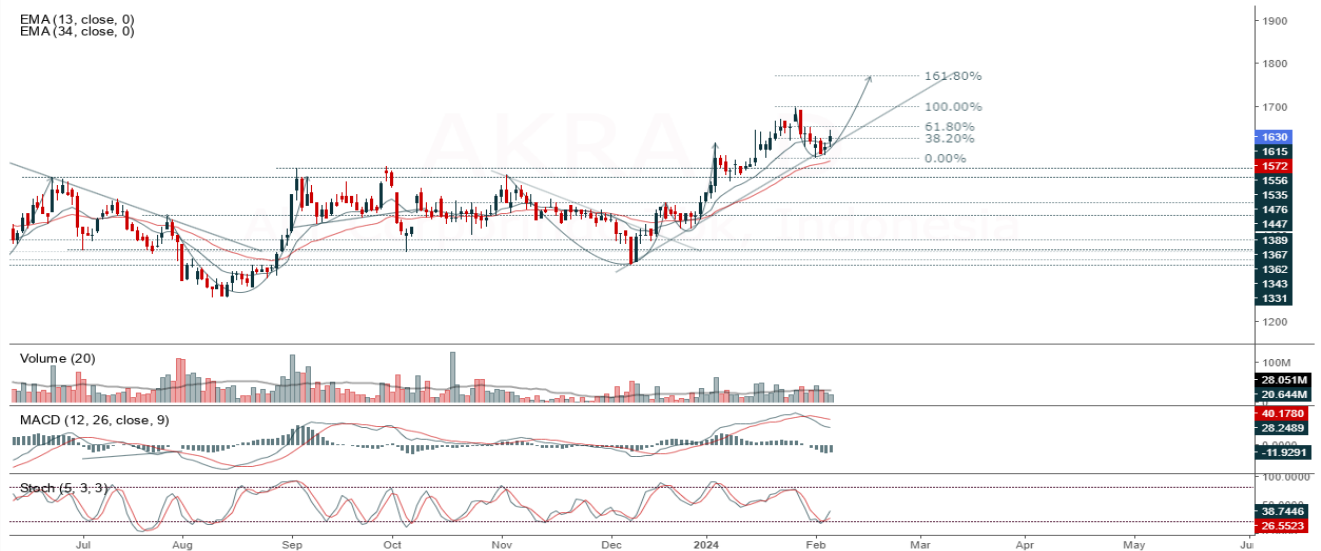 EMA (13, close, 0)
EMA (34, close, 0)
AKRA
1900
1800
161.80%
1700
100.00%
61.80%
38.20%
0.00%
1630
1615
1572
1556
1535
1476
1447
1389
1367
1362
1343
1331
1200
Volume (20)
100M
28.051M
20.644M
MACD (12, 26, close, 9)
40.1780
28.2489
-11.9291
Stoch (5, 3, 3)
100.0000
38.7446
26.5523
Jul Aug Sep Oct Nov Dec 2024 Feb Mar Apr May